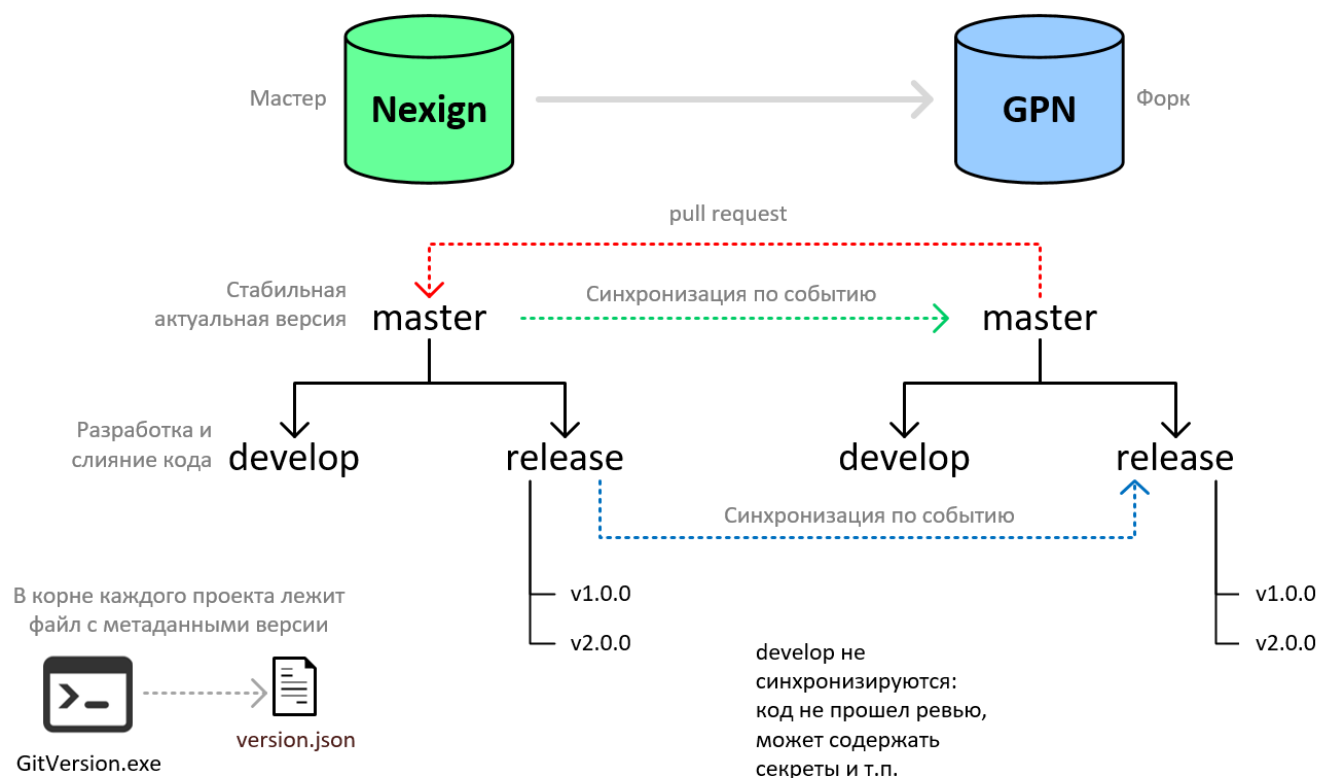 Мастер
Nexign
GPN
Форк
pull request
Стабильная
актуальная версия
master
Синхронизация по событию
master
Разработка и
слияние кода
develop
release
develop
release
Синхронизация по событию
В корне каждого проекта лежит
файл с метаданными версии
v1.0.0
v2.0.0
v1.0.0
v2.0.0
GitVersion.exe
version.json
develop не
синхронизируются:
код не прошел ревью,
может содержать
секреты и т.п.